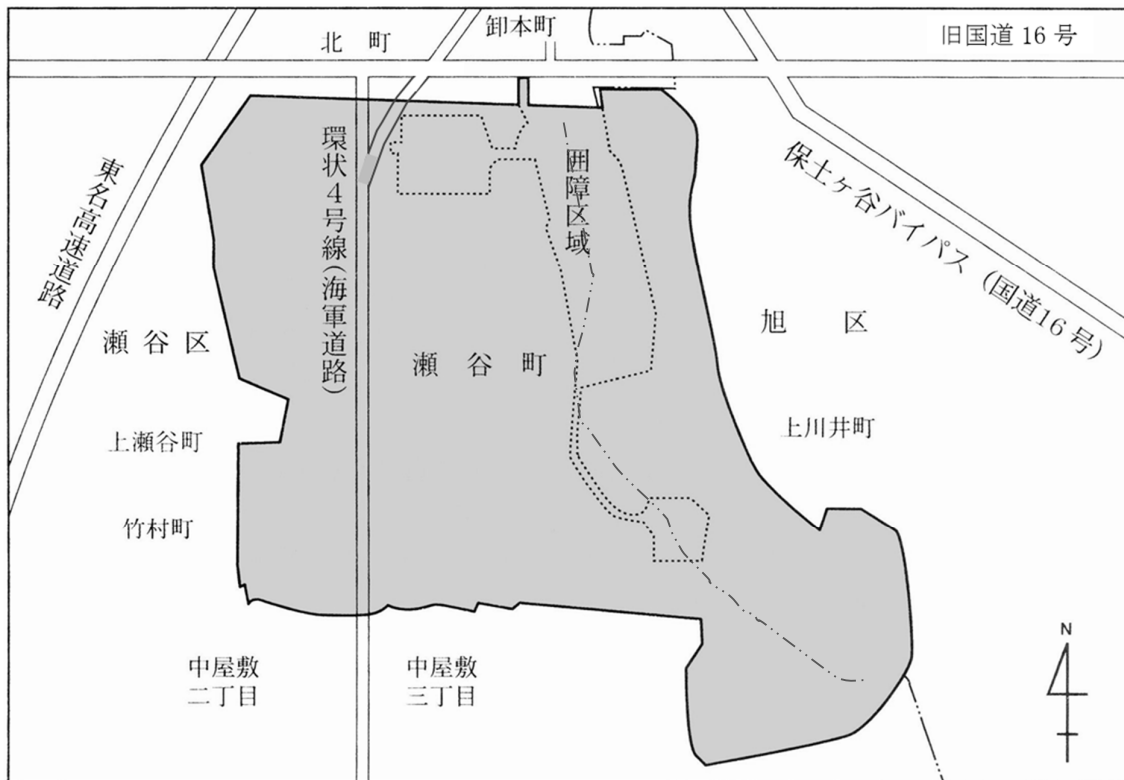 卸本町
旧国道 16 号
北 町
環状4号線(海軍道路)
囲障区域
東名高速道路
保土ヶ谷バイパス (国道16 号)
瀬 谷 区
瀬 谷 町
旭 区
上瀬谷町
上川井町
竹村町
中屋敷
二丁目
中屋敷
三丁目
N